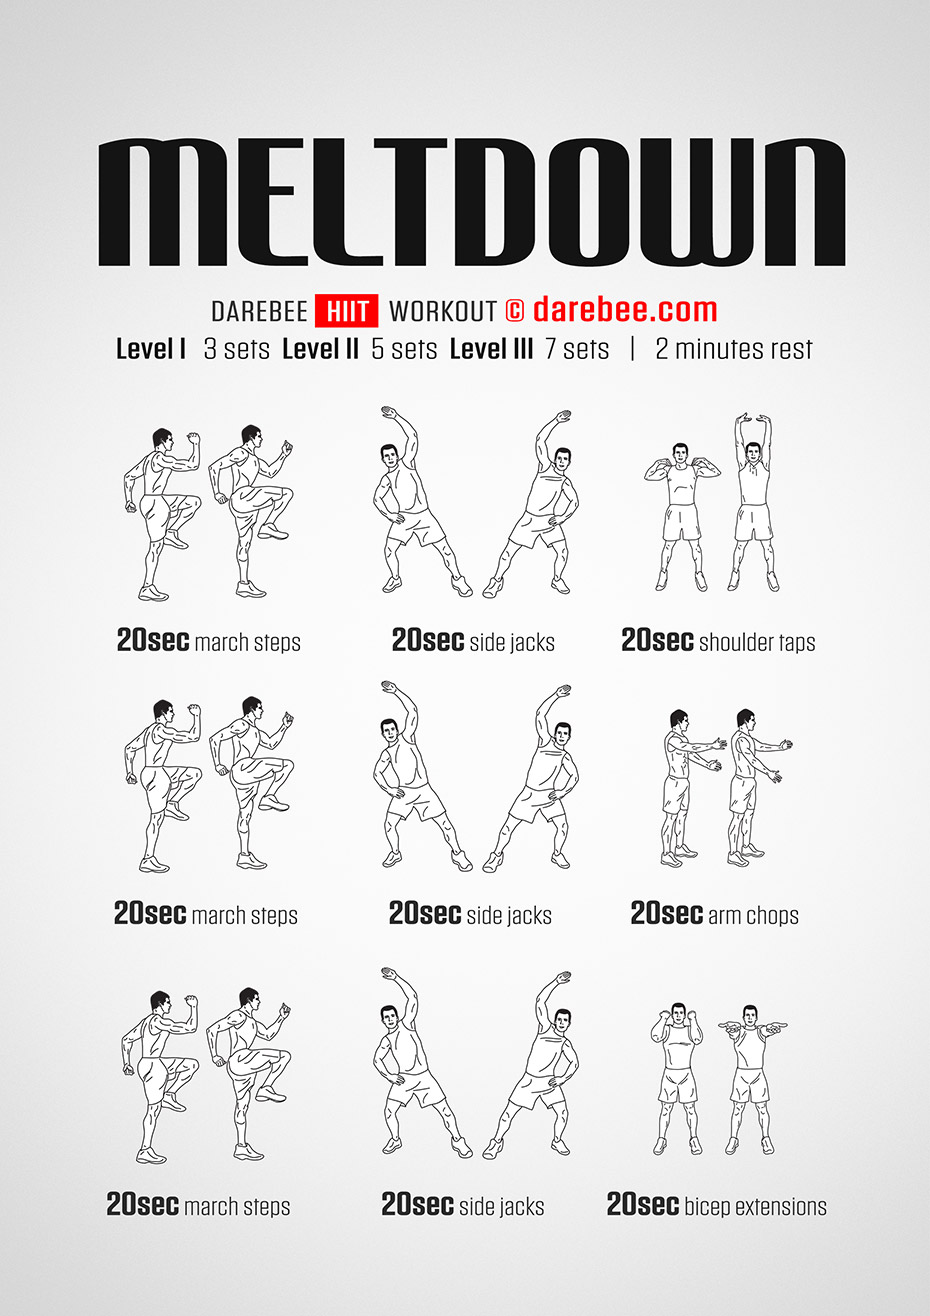 MELTDOWN
DAREBEE HIIT WORKOUT © darebee.com
Level I 3 sets Level II 5 sets Level III 7 sets | 2 minutes rest
20sec march steps 20sec side jacks 20sec shoulder taps
20sec march steps 20sec side jacks 20sec arm chops
20sec march steps 20sec side jacks 20sec bicep extensions